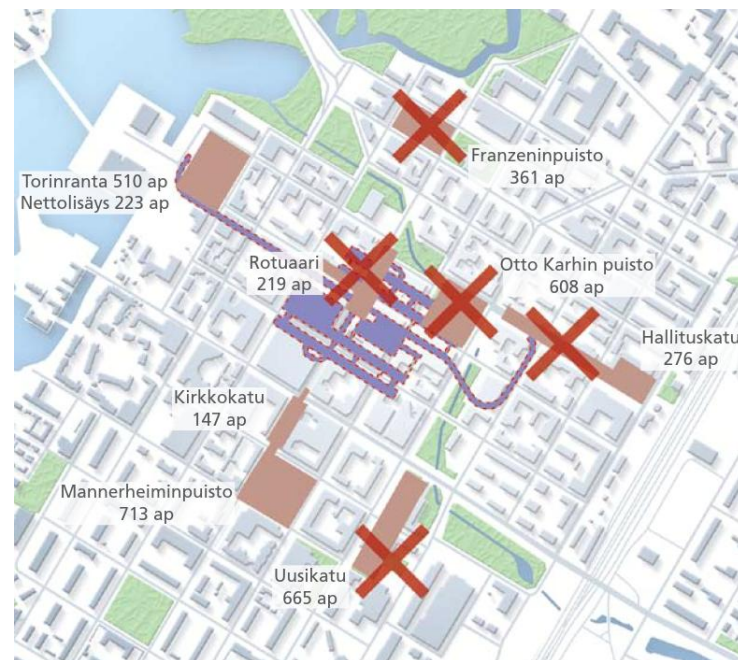 Franzeninpuisto
361 ap
Torinranta 510 ap
Nettolisäys 223 ap
Rotuaari
219 ap
Otto Karhin puisto
608 ap
Hallituskatu
276 ap
Kirkkokatu
147 ap
Mannerheiminpuisto
713 ap
Uusikatu
665 ap